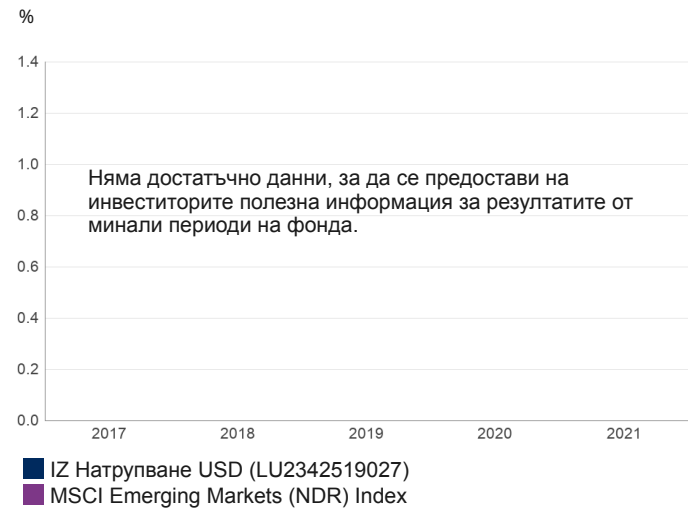 %
1.4
1.2
1.0
Няма достатъчно данни, за да се предостави на
инвеститорите полезна информация за резултатите от
минали периоди на фонда.
0.8
0.6
0.4
0.2
0.0
2017 2018 2019 2020 2021
IZ Натрупване USD (LU2342519027)
MSCI Emerging Markets (NDR) Index